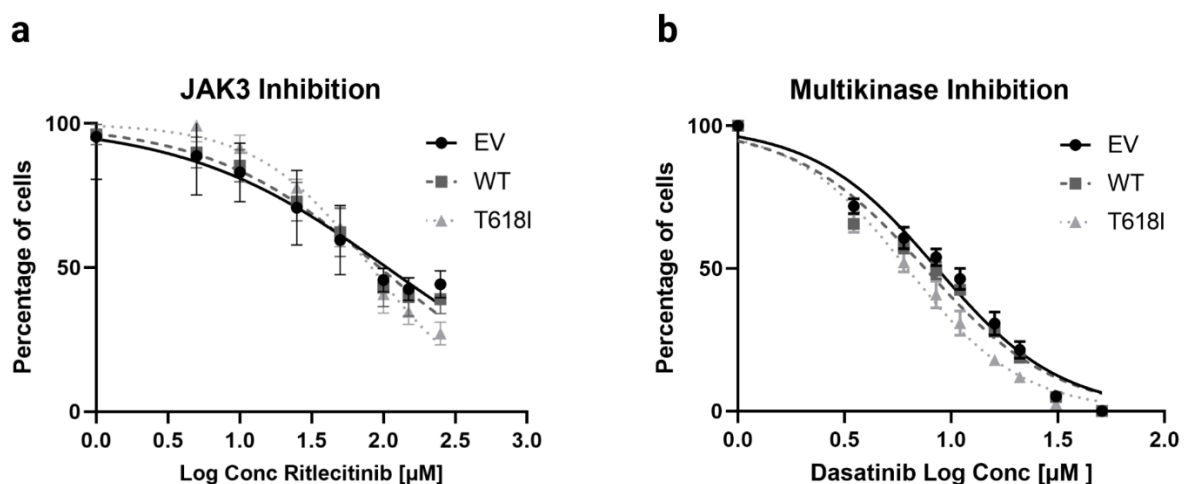 a
JAK3 Inhibition
Percentage of cells
100
50
0
0.0 0.5 1.0 1.5 2.0 2.5 3.0
Log Conc Ritlecitinib [µM]
EV
WT
T618I
b
Multikinase Inhibition
Percentage of cells
100
50
0
0.0 0.5 1.0 1.5 2.0
Dasatinib Log Conc [µM ]
EV
WT
T618I